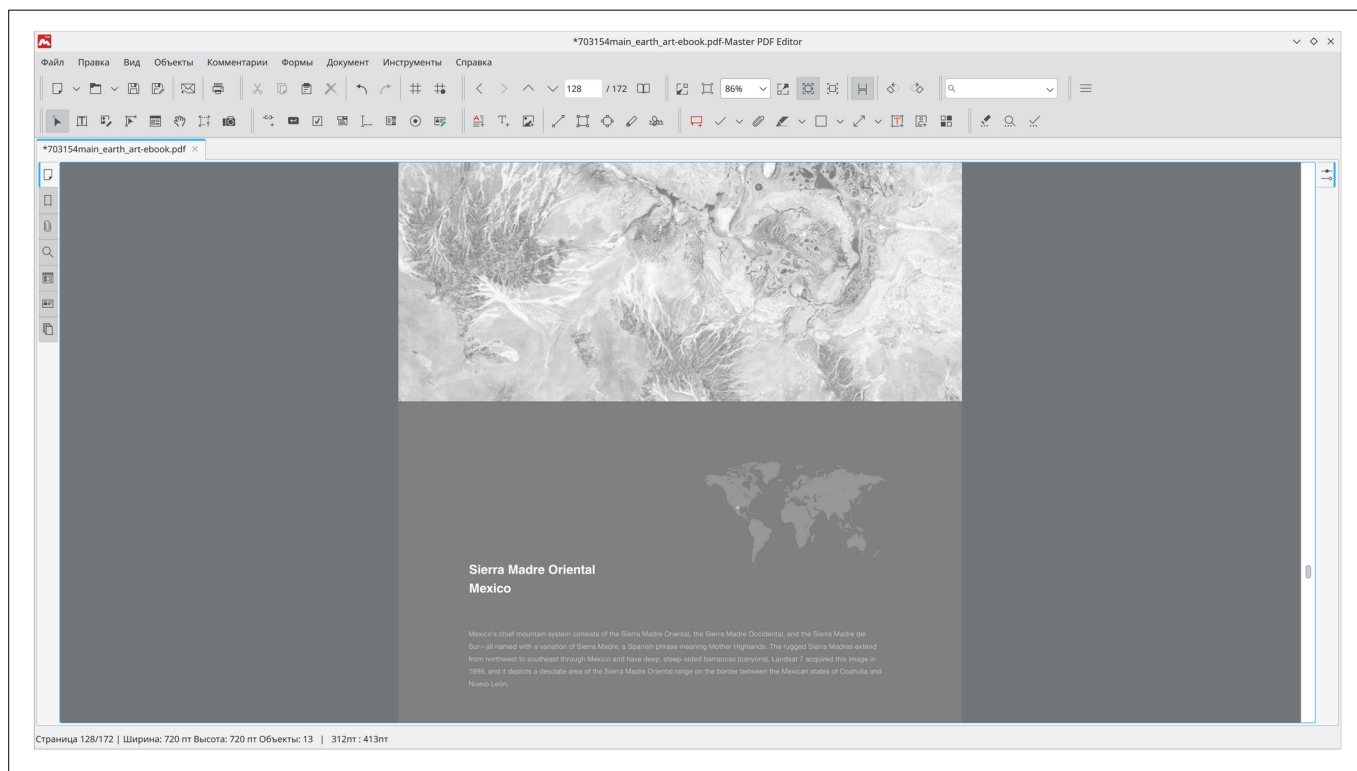 *703154main_earth_art-ebook.pdf-Master PDF Editor
Файл Правка Вид Объекты Комментарии Формы Документ Инструменты Справка
128 / 172 86%
*703154main_earth_art-ebook.pdf
Sierra Madre Oriental
Mexico
Mexico's chief mountain system consists of the Sierra Madre Oriental, the Sierra Madre Occidental, and the Sierra Madre del
Sur—all named with a variation of Sierra Madre, a Spanish phrase meaning Mother Highlands. The rugged Sierra Madres extend
from northwest to southeast through Mexico and have deep, steep-sided barrancas (canyons). Landsat 7 acquired this image in
1999, and it depicts a desolate area of the Sierra Madre Oriental range on the border between the Mexican states of Coahuila and
Nuevo León.
Страница 128/172 | Ширина: 720 пт Высота: 720 пт Объекты: 13 | 312пт : 413пт